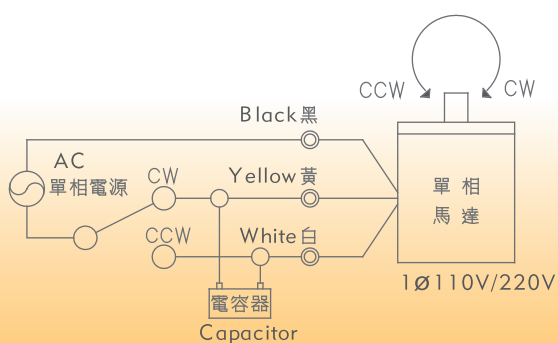 CCW
CW
Black黑
AC
單相電源
CW
Yellow黃
單相
馬達
CCW
White白
1Ø110V/220V
電容器
Capacitor